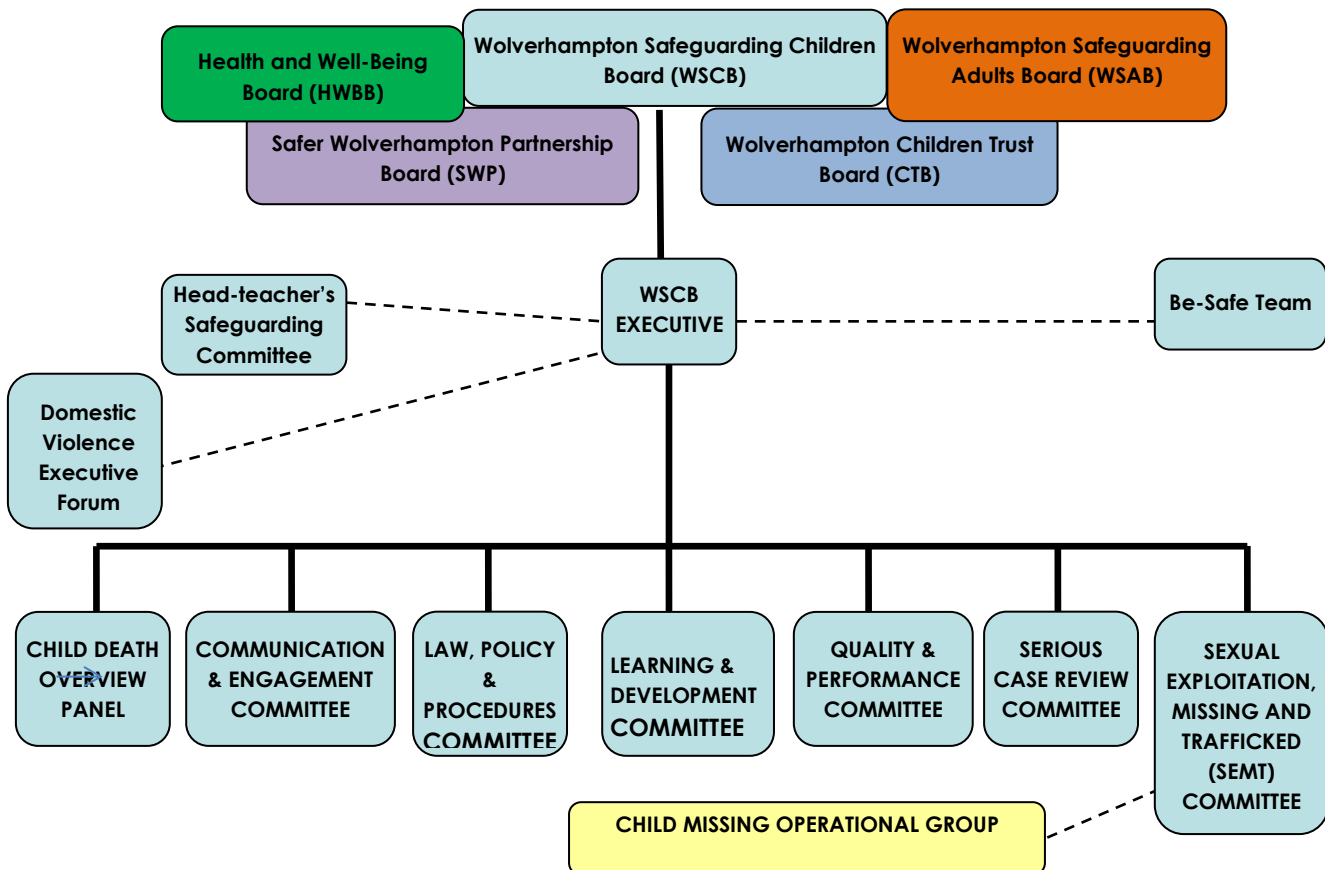 Health and Well-Being
Board (HWBB)
Wolverhampton Safeguarding Children
Board (WSCB)
Wolverhampton Safeguarding
Adults Board (WSAB)
Safer Wolverhampton Partnership
Board (SWP)
Wolverhampton Children Trust
Board (CTB)
Head-teacher's
Safeguarding
Committee
WSCB
EXECUTIVE
Be-Safe Team
Domestic
Violence
Executive
Forum
CHILD DEATH
OVERVIEW
PANEL
COMMUNICATION
& ENGAGEMENT
COMMITTEE
LAW, POLICY
&
PROCEDURES
COMMITTEE
LEARNING &
DEVELOPMENT
COMMITTEE
QUALITY &
PERFORMANCE
COMMITTEE
SERIOUS
CASE REVIEW
COMMITTEE
SEXUAL
EXPLOITATION,
MISSING AND
TRAFFICKED
(SEMT)
COMMITTEE
CHILD MISSING OPERATIONAL GROUP